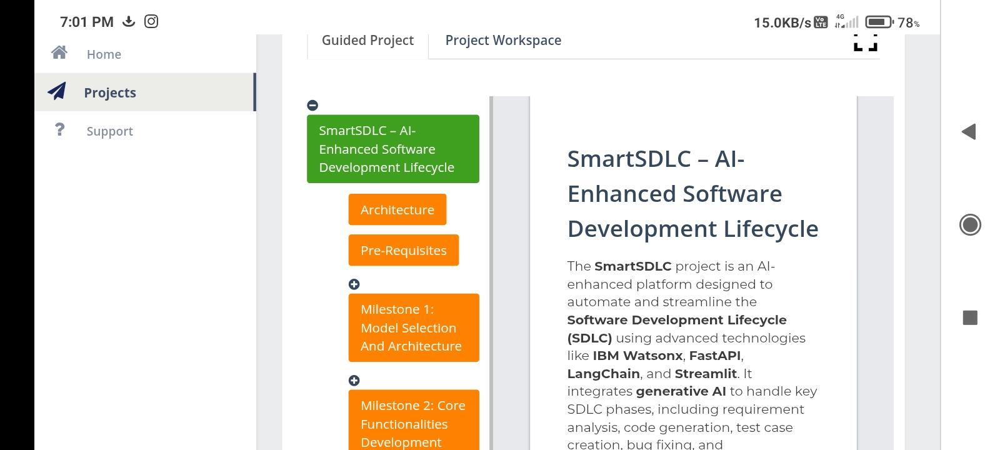 7:01 PM
15.0KB/s Vo LTE 4G 78%
Guided Project
Project Workspace
Home
Projects
Support
SmartSDLC – AI-
Enhanced Software
Development Lifecycle
Architecture
Pre-Requisites
Milestone 1:
Model Selection
And Architecture
Milestone 2: Core
Functionalities
Development
SmartSDLC – AI-
Enhanced Software
Development Lifecycle
The SmartSDLC project is an AI-
enhanced platform designed to
automate and streamline the
Software Development Lifecycle
(SDLC) using advanced technologies
like IBM Watsonx, FastAPI,
LangChain, and Streamlit. It
integrates generative AI to handle key
SDLC phases, including requirement
analysis, code generation, test case
creation, bug fixing, and